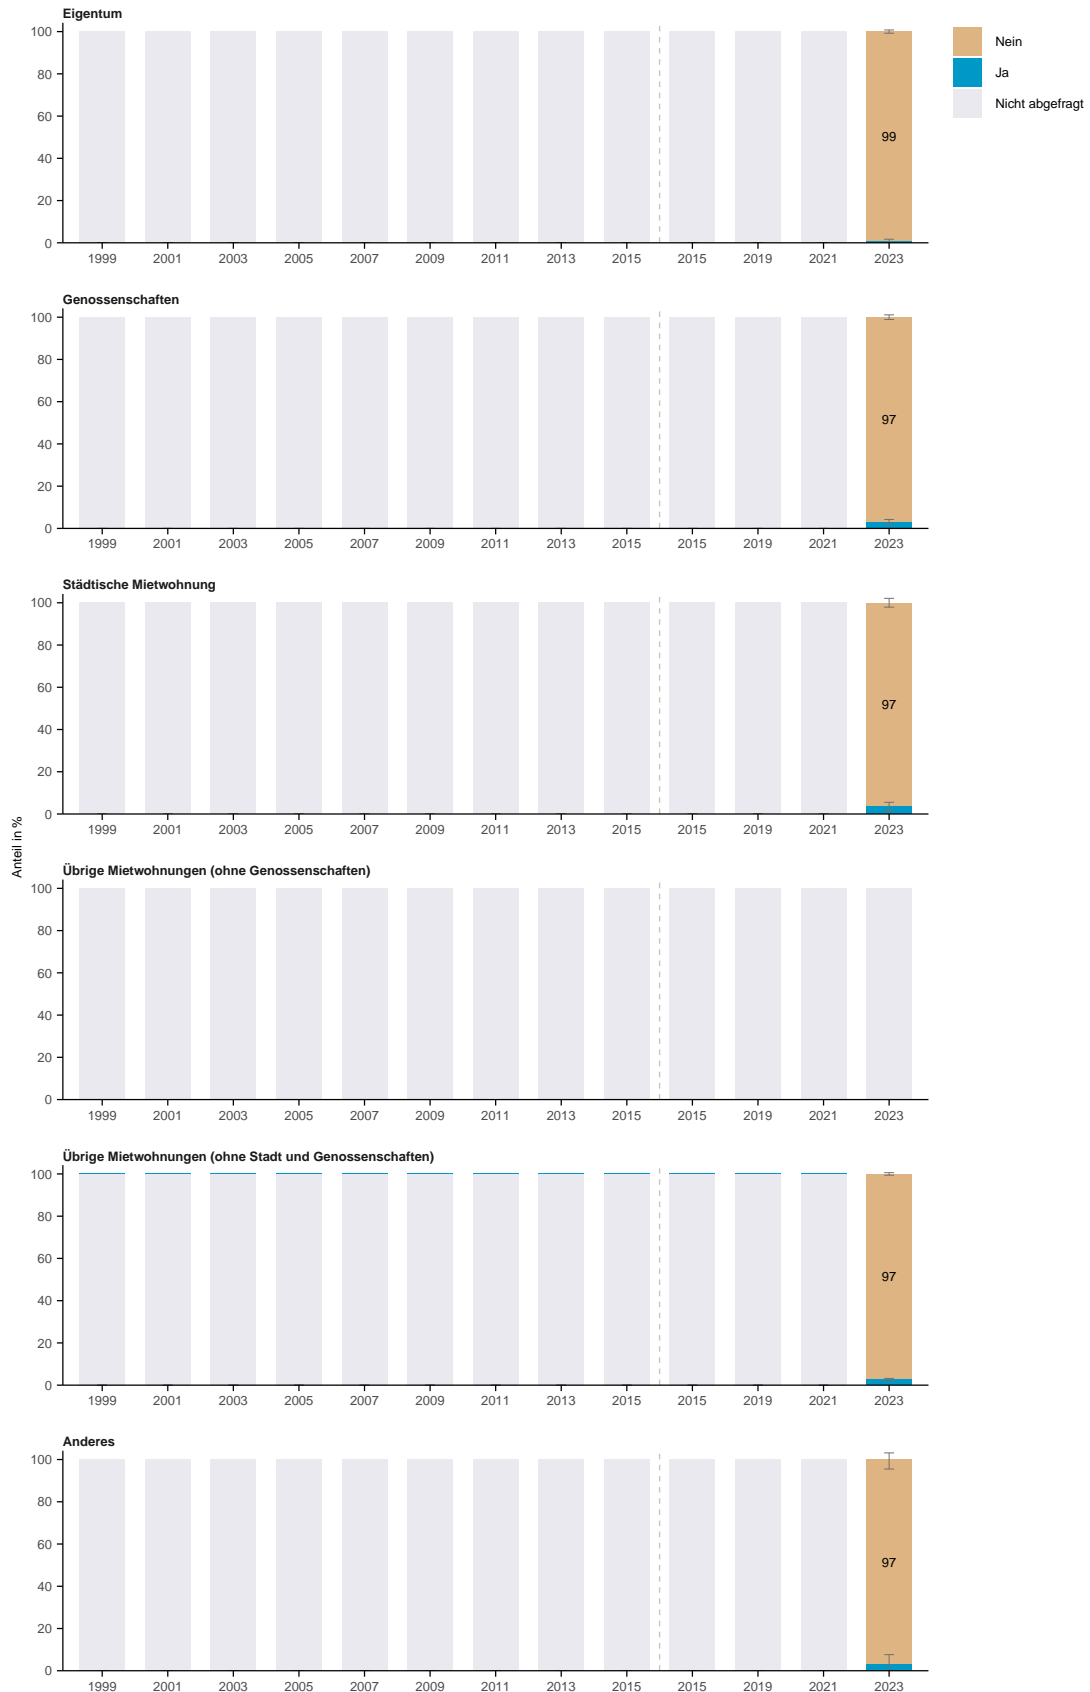 Eigentum
100
80
60
40
20
0
99
1999 2001 2003 2005 2007 2009 2011 2013 2015 2015 2019 2021 2023
Nein
Ja
Nicht abgefragt
Genossenschaften
100
80
60
40
20
0
97
1999 2001 2003 2005 2007 2009 2011 2013 2015 2015 2019 2021 2023
Städtische Mietwohnung
100
80
60
40
20
0
97
1999 2001 2003 2005 2007 2009 2011 2013 2015 2015 2019 2021 2023
Anteil in %
Übrige Mietwohnungen (ohne Genossenschaften)
100
80
60
40
20
0
1999 2001 2003 2005 2007 2009 2011 2013 2015 2015 2019 2021 2023
Übrige Mietwohnungen (ohne Stadt und Genossenschaften)
100
80
60
40
20
0
97
1999 2001 2003 2005 2007 2009 2011 2013 2015 2015 2019 2021 2023
Anderes
100
80
60
40
20
0
97
1999 2001 2003 2005 2007 2009 2011 2013 2015 2015 2019 2021 2023